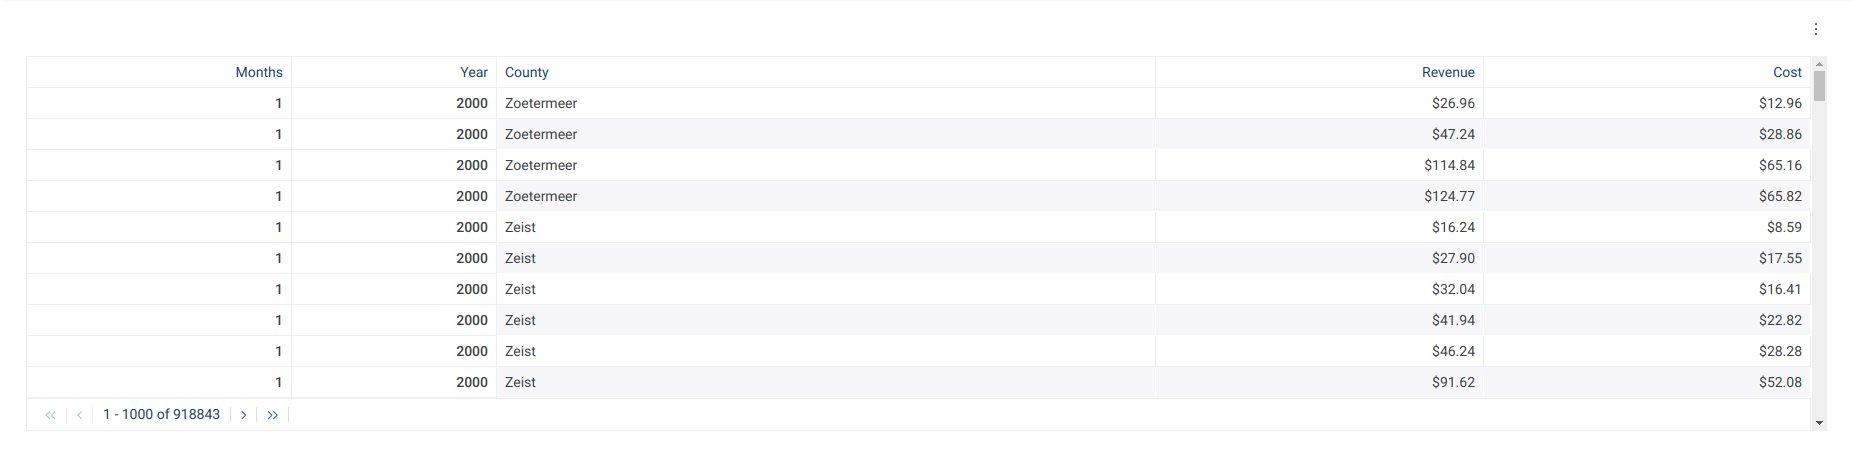 Months Year County Revenue Cost
1 2000 Zoetermeer $26.96 $12.96
1 2000 Zoetermeer $47.24 $28.86
1 2000 Zoetermeer $114.84 $65.16
1 2000 Zoetermeer $124.77 $65.82
1 2000 Zeist $16.24 $8.59
1 2000 Zeist $27.90 $17.55
1 2000 Zeist $32.04 $16.41
1 2000 Zeist $41.94 $22.82
1 2000 Zeist $46.24 $28.28
1 2000 Zeist $91.62 $52.08
1 - 1000 of 918843